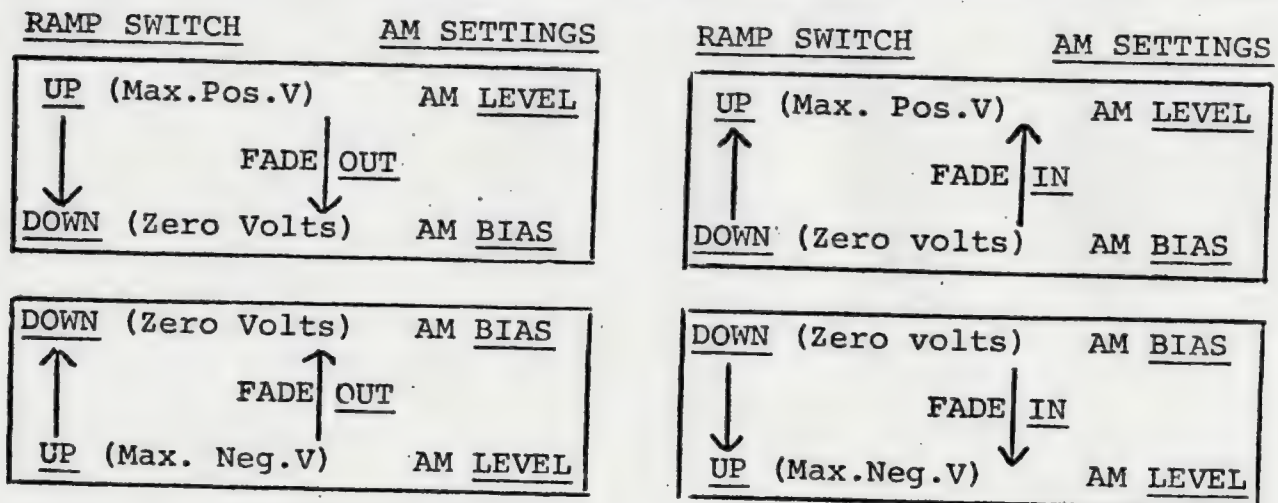 RAMP SWITCH AM SETTINGS
UP (Max.Pos.V) AM LEVEL
FADE OUT
DOWN (Zero Volts) AM BIAS
DOWN (Zero Volts) AM BIAS
FADE OUT
UP (Max. Neg.V) AM LEVEL
RAMP SWITCH AM SETTINGS
UP (Max. Pos.V) AM LEVEL
FADE IN
DOWN (Zero volts) AM BIAS
DOWN (Zero volts) AM BIAS
FADE IN
UP (Max.Neg.V) AM LEVEL